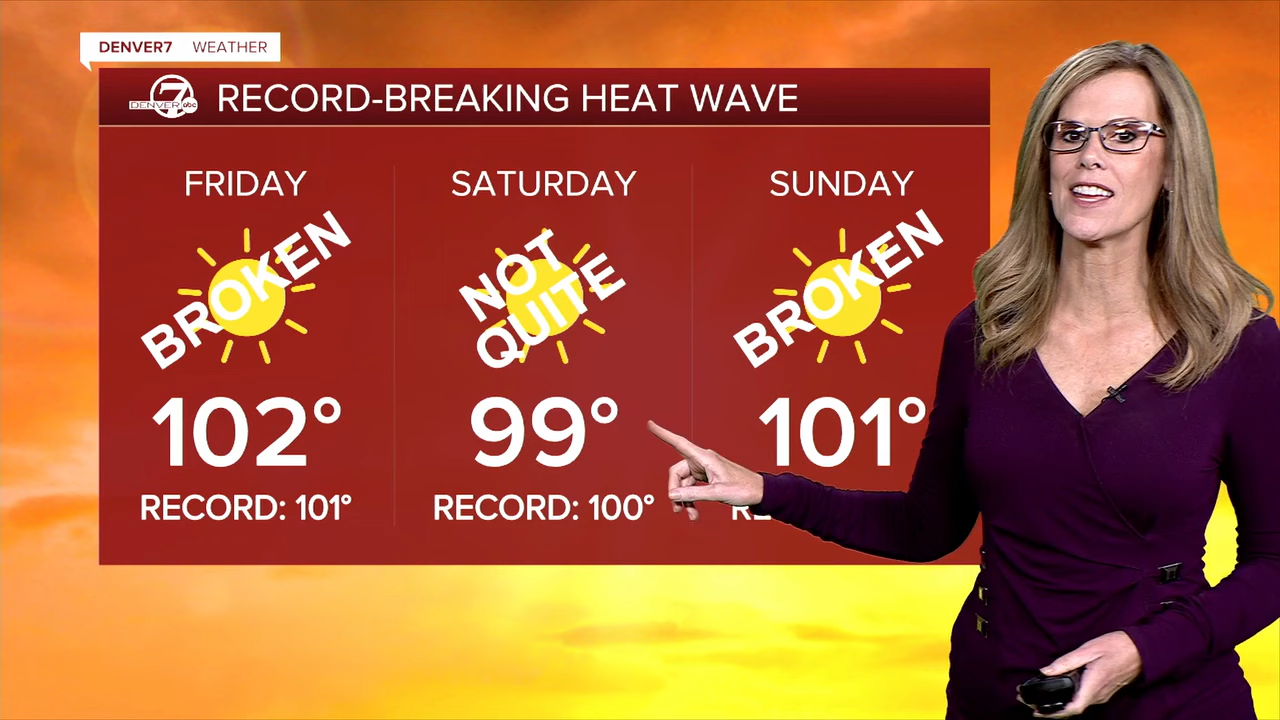 DENVER7 WEATHER
7
DENVER abc
RECORD-BREAKING HEAT WAVE
FRIDAY
BROKEN
102°
RECORD: 101°
SATURDAY
NOT
QUITE
99°
RECORD: 100°
SUNDAY
BROKEN
101°